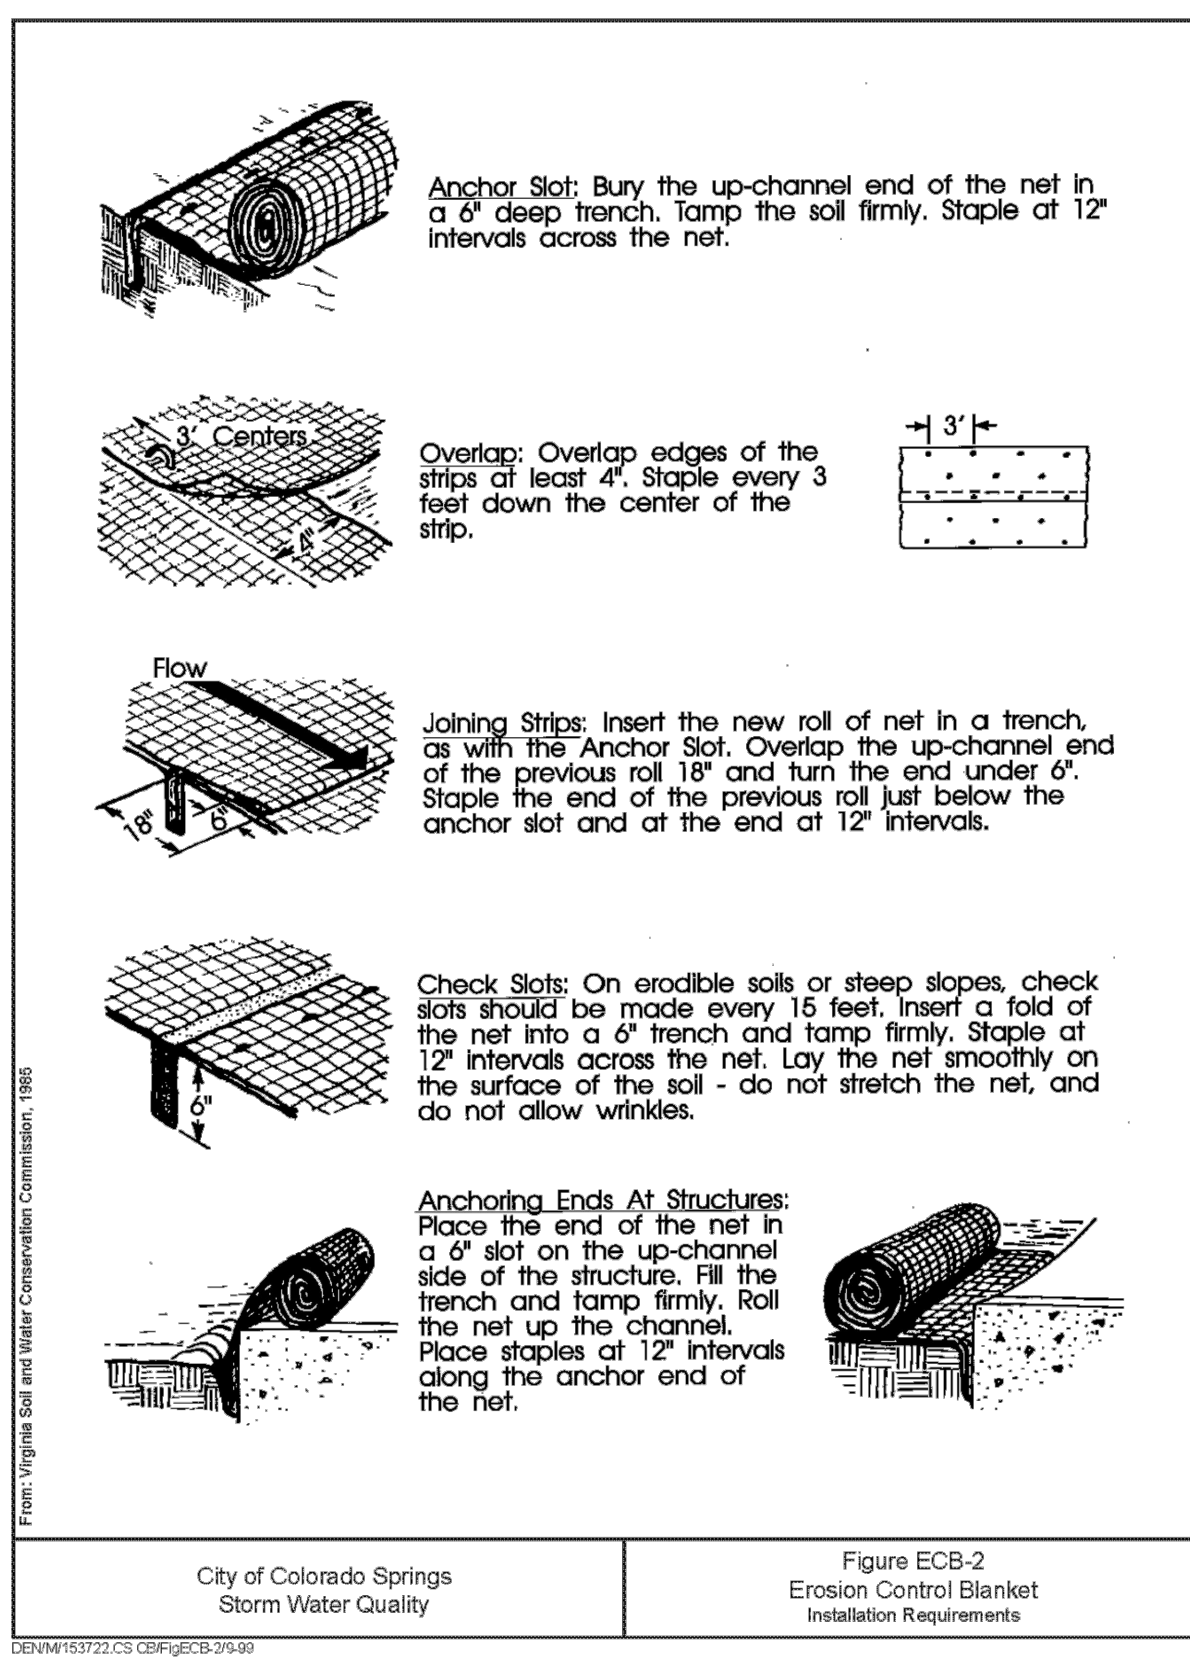 Anchor Slot: Bury the up-channel end of the net in
a 6" deep trench. Tamp the soil firmly. Staple at 12"
intervals across the net.
3' Centers
4"
Overlap: Overlap edges of the
strips at least 4". Staple every 3
feet down the center of the
strip.
3'
Flow
18"
6"
Joining Strips: Insert the new roll of net in a trench,
as with the Anchor Slot. Overlap the up-channel end
of the previous roll 18" and turn the end under 6".
Staple the end of the previous roll just below the
anchor slot and at the end at 12" intervals.
6"
Check Slots: On erodible soils or steep slopes, check
slots should be made every 15 feet. Insert a fold of
the net into a 6" trench and tamp firmly. Staple at
12" intervals across the net. Lay the net smoothly on
the surface of the soil - do not stretch the net, and
do not allow wrinkles.
Anchoring Ends At Structures:
Place the end of the net in
a 6" slot on the up-channel
side of the structure. Fill the
trench and tamp firmly. Roll
the net up the channel.
Place staples at 12" intervals
along the anchor end of
the net.
From: Virginia Soil and Water Conservation Commission, 1985
City of Colorado Springs
Storm Water Quality
Figure ECB-2
Erosion Control Blanket
Installation Requirements
DEN/M/153722.CS CB/FigECB-2/9-99